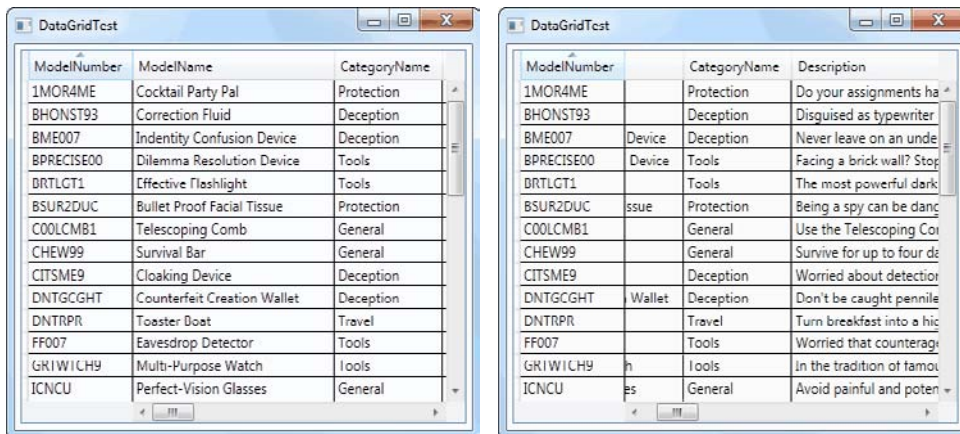 DataGridTest
ModelNumber ModelName CategoryName
1MOR4ME Cocktail Party Pal Protection
BHONST93 Correction Fluid Deception
BME007 Indentity Confusion Device Deception
BPRECISE00 Dilemma Resolution Device Tools
BRTLGT1 Effective Flashlight Tools
BSUR2DUC Bullet Proof Facial Tissue Protection
C00LCMB1 Telescoping Comb General
CHEW99 Survival Bar General
CITSME9 Cloaking Device Deception
DNTGCGHT Counterfeit Creation Wallet Deception
DNTRPR Toaster Boat Travel
FF007 Eavesdrop Detector Tools
GRTWTCH9 Multi-Purpose Watch Tools
ICNCU Perfect-Vision Glasses General
DataGridTest
ModelNumber CategoryName Description
1MOR4ME Protection Do your assignments ha
BHONST93 Deception Disguised as typewriter
BME007 Device Deception Never leave on an unde
BPRECISE00 Device Tools Facing a brick wall? Stop
BRTLGT1 Tools The most powerful dark
BSUR2DUC ssue Protection Being a spy can be dang
C00LCMB1 General Use the Telescoping Cor
CHEW99 General Survive for up to four da
CITSME9 Deception Worried about detection
DNTGCGHT Wallet Deception Don't be caught pennile
DNTRPR Travel Turn breakfast into a hig
FF007 Tools Worried that counterage
GRTWTCH9 h Tools In the tradition of famou
ICNCU es General Avoid painful and poten